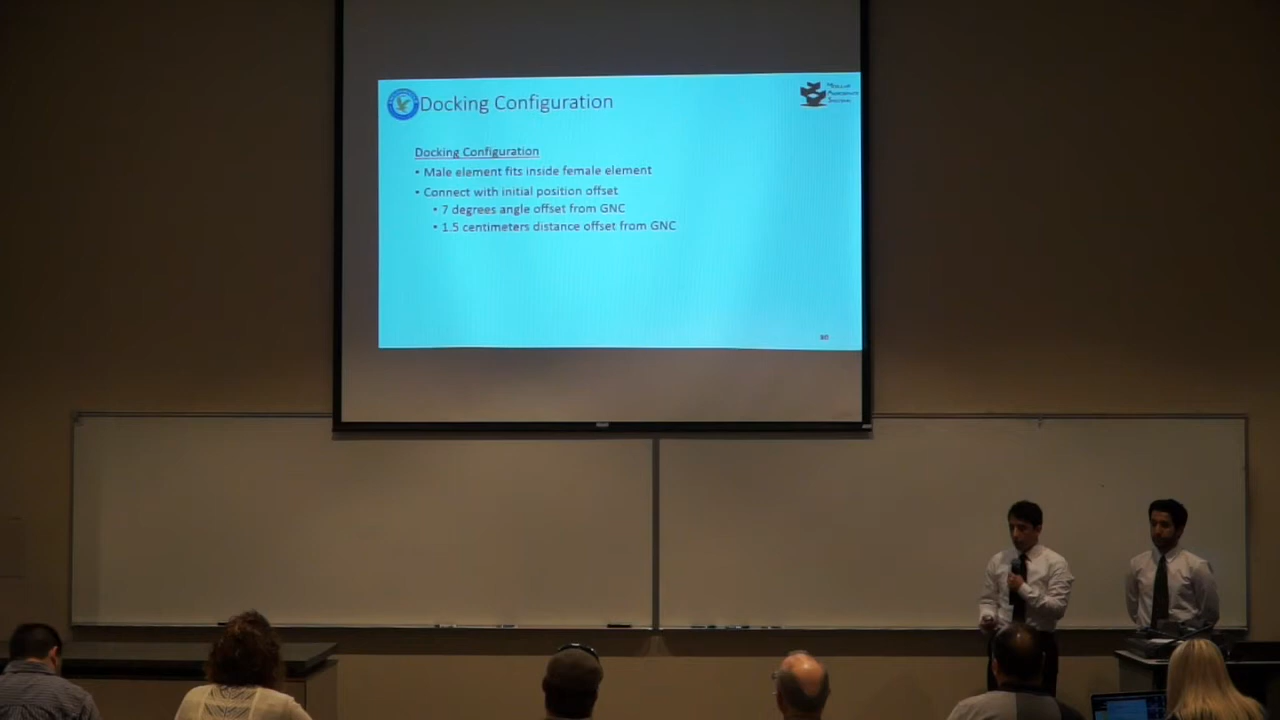 Docking Configuration
Docking Configuration
• Male element fits inside female element
• Connect with initial position offset
• 7 degrees angle offset from GNC
• 1.5 centimeters distance offset from GNC
80